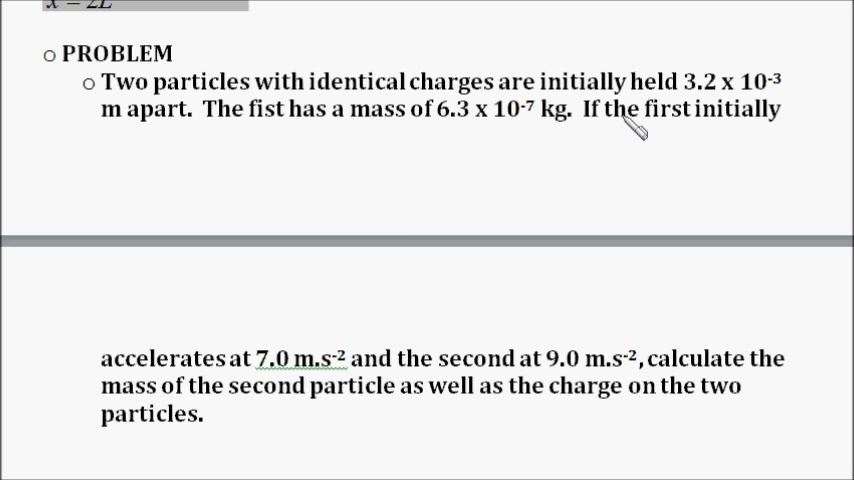 x = 2L
○ PROBLEM
○ Two particles with identical charges are initially held 3.2 x 10⁻³
m apart. The fist has a mass of 6.3 x 10⁻⁷ kg. If the first initially
accelerates at 7.0 m.s⁻² and the second at 9.0 m.s⁻², calculate the
mass of the second particle as well as the charge on the two
particles.